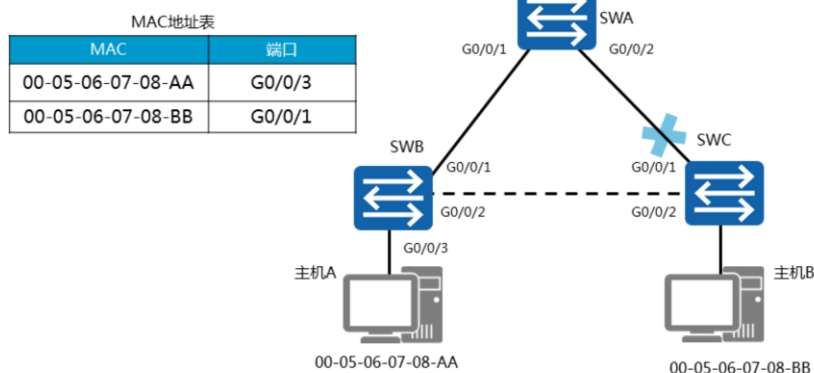 MAC地址表
MAC 端口
00-05-06-07-08-AA G0/0/3
00-05-06-07-08-BB G0/0/1
SWA
G0/0/1 G0/0/2
SWB SWC
G0/0/1 G0/0/1
G0/0/2 G0/0/2
G0/0/3
主机A 主机B
00-05-06-07-08-AA 00-05-06-07-08-BB